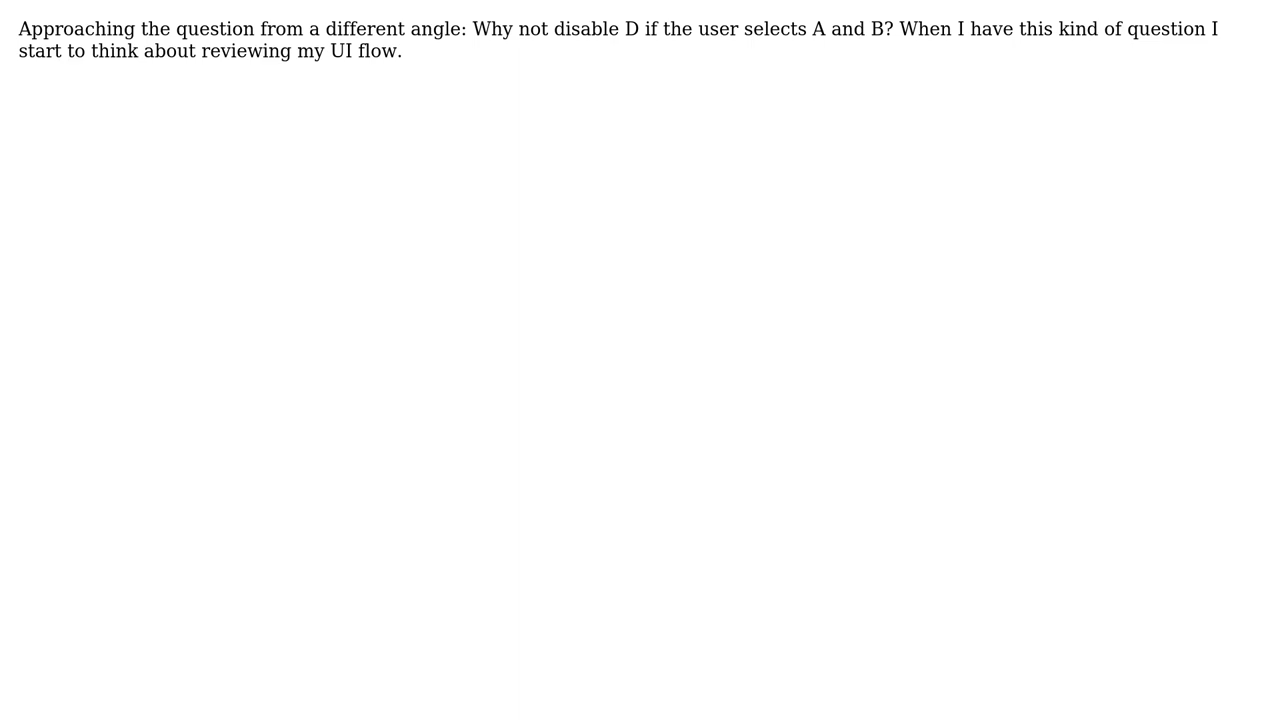 Approaching the question from a different angle: Why not disable D if the user selects A and B? When I have this kind of question I
start to think about reviewing my UI flow.